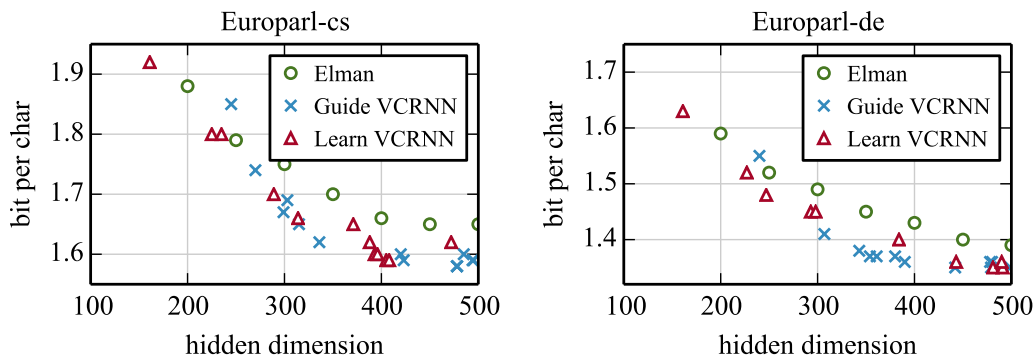 Europarl-cs
bit per char
1.9
1.8
1.7
1.6
Elman
Guide VCRNN
Learn VCRNN
100 200 300 400 500
hidden dimension
Europarl-de
bit per char
1.7
1.6
1.5
1.4
Elman
Guide VCRNN
Learn VCRNN
100 200 300 400 500
hidden dimension